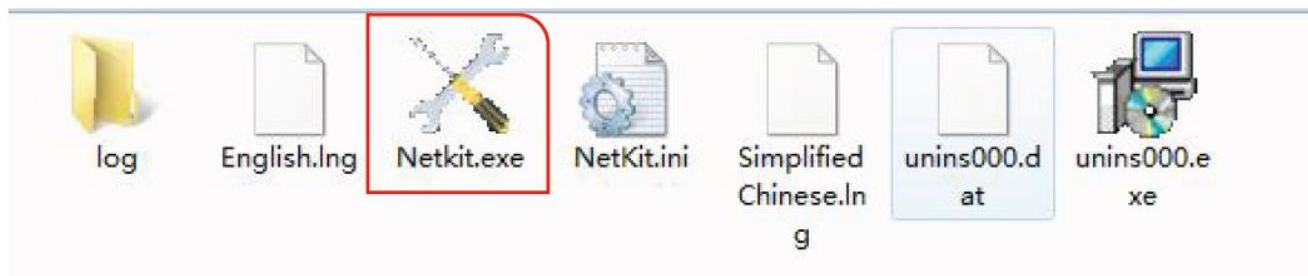 log
English.lng
Netkit.exe
NetKit.ini
Simplified
Chinese.ln
g
unins000.d
at
unins000.e
xe